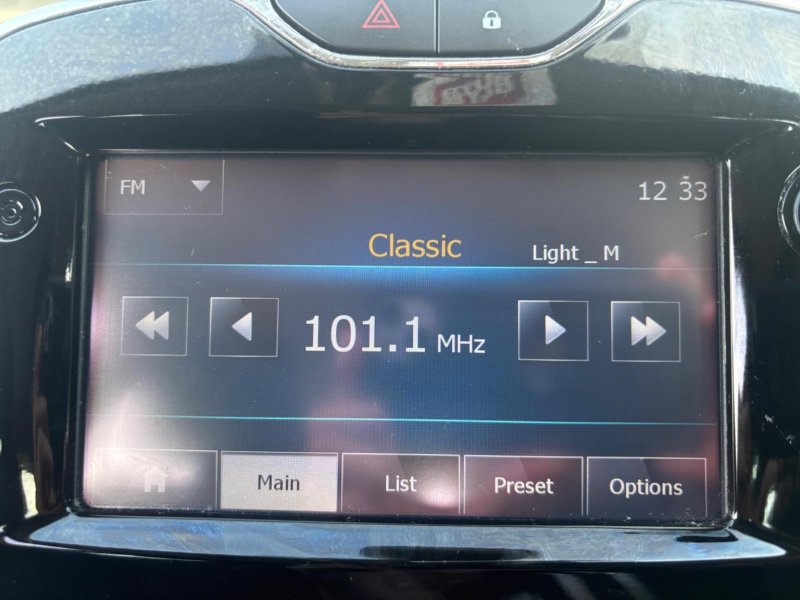 FM
12 33
Classic
Light _ M
101.1 MHz
Main
List
Preset
Options